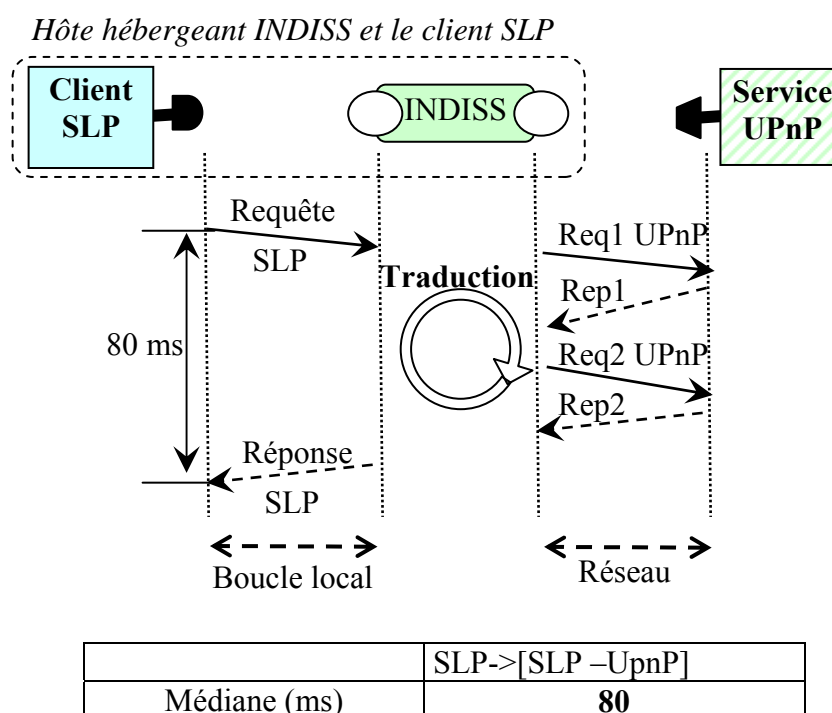 Hôte hébergeant INDISS et le client SLP
Client
SLP
INDISS
Service
UPnP
Requête
SLP
Traduction
Req1 UPnP
Rep1
80 ms
Req2 UPnP
Rep2
Réponse
SLP
Boucle local
Réseau
SLP->[SLP –UpnP]
Médiane (ms) 80